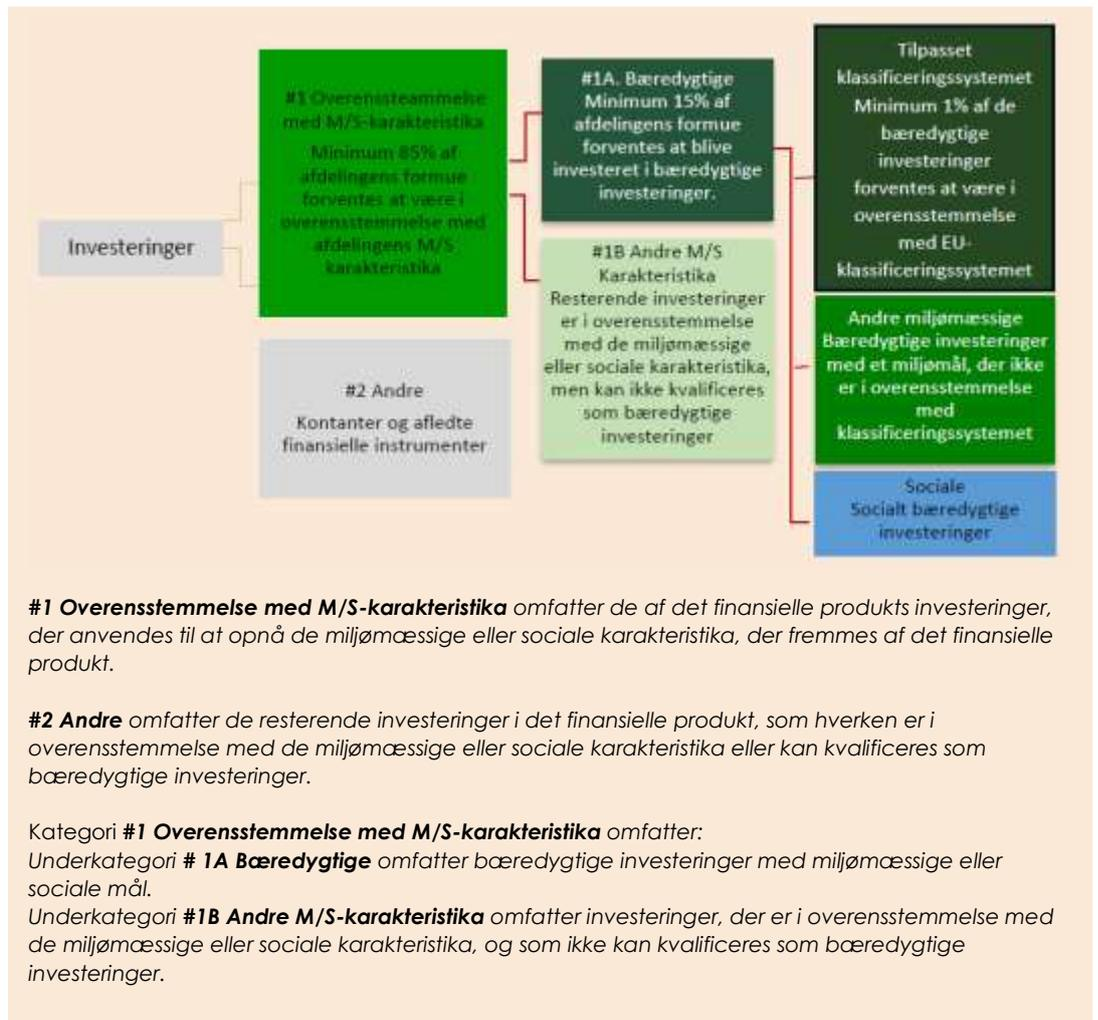 Investeringer
#1 Overenssteammelse
med M/S-karakteristika
Minimum 85% af
afdelingens formue
forventes at være i
overensstemmelse med
afdelingens M/S
karakteristika
#2 Andre
Kontanter og afledte
finansielle instrumenter
#1A. Bæredygtige
Minimum 15% af
afdelingens formue
forventes at blive
investeret i bæredygtige
investeringer.
#1B Andre M/S
Karakteristika
Resterende investeringer
er i overensstemmelse
med de miljømæssige
eller sociale karakteristika,
men kan ikke kvalificeres
som bæredygtige
investeringer
Tilpasset
klassificeringssystemet
Minimum 1% af de
bæredygtige
investeringer
forventes at være i
overensstemmelse
med EU-
klassificeringssystemet
Andre miljømæssige
Bæredygtige investeringer
med et miljømål, der ikke
er i overensstemmelse
med
klassificeringssystemet
Sociale
Socialt bæredygtige
investeringer
#1 Overensstemmelse med M/S-karakteristika omfatter de af det finansielle produkts investeringer,
der anvendes til at opnå de miljømæssige eller sociale karakteristika, der fremmes af det finansielle
produkt.
#2 Andre omfatter de resterende investeringer i det finansielle produkt, som hverken er i
overensstemmelse med de miljømæssige eller sociale karakteristika eller kan kvalificeres som
bæredygtige investeringer.
Kategori #1 Overensstemmelse med M/S-karakteristika omfatter:
Underkategori # 1A Bæredygtige omfatter bæredygtige investeringer med miljømæssige eller
sociale mål.
Underkategori #1B Andre M/S-karakteristika omfatter investeringer, der er i overensstemmelse med
de miljømæssige eller sociale karakteristika, og som ikke kan kvalificeres som bæredygtige
investeringer.